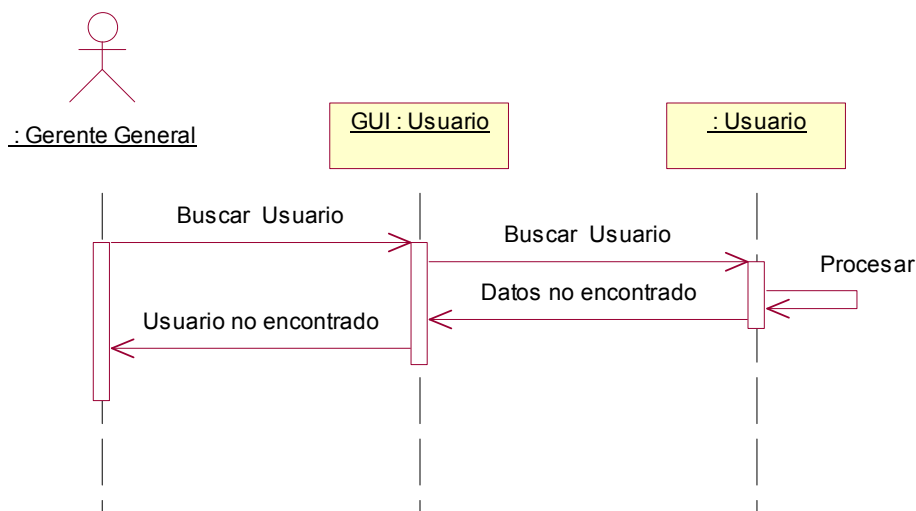 : Gerente General
GUI : Usuario
: Usuario
Buscar Usuario
Buscar Usuario
Procesar
Datos no encontrado
Usuario no encontrado